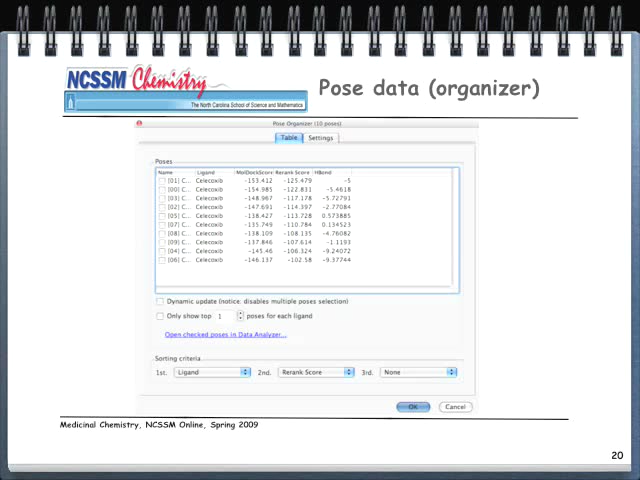 NCSSM Chemistry
The North Carolina School of Science and Mathematics
Pose data (organizer)
Pose Organizer (10 poses)
Table Settings
Poses
Name Ligand MolDockScore Rerank Score HBond
[01] C... Celecoxib -153.412 -125.479 -5
[00] C... Celecoxib -154.985 -122.811 -5.4618
[03] C... Celecoxib -148.967 -117.178 -5.72791
[02] C... Celecoxib -147.691 -114.397 -2.77084
[05] C... Celecoxib -138.427 -113.728 0.573885
[07] C... Celecoxib -135.749 -110.784 0.134523
[08] C... Celecoxib -138.109 -108.135 -4.76082
[09] C... Celecoxib -137.846 -107.614 -1.1193
[04] C... Celecoxib -145.46 -106.324 -9.24072
[06] C... Celecoxib -146.137 -102.58 -9.37744
Dynamic update (notice: disables multiple poses selection)
Only show top 1 poses for each ligand
Open checked poses in Data Analyzer...
Sorting criteria
1st. Ligand 2nd. Rerank Score 3rd. None
OK Cancel
Medicinal Chemistry, NCSSM Online, Spring 2009
20